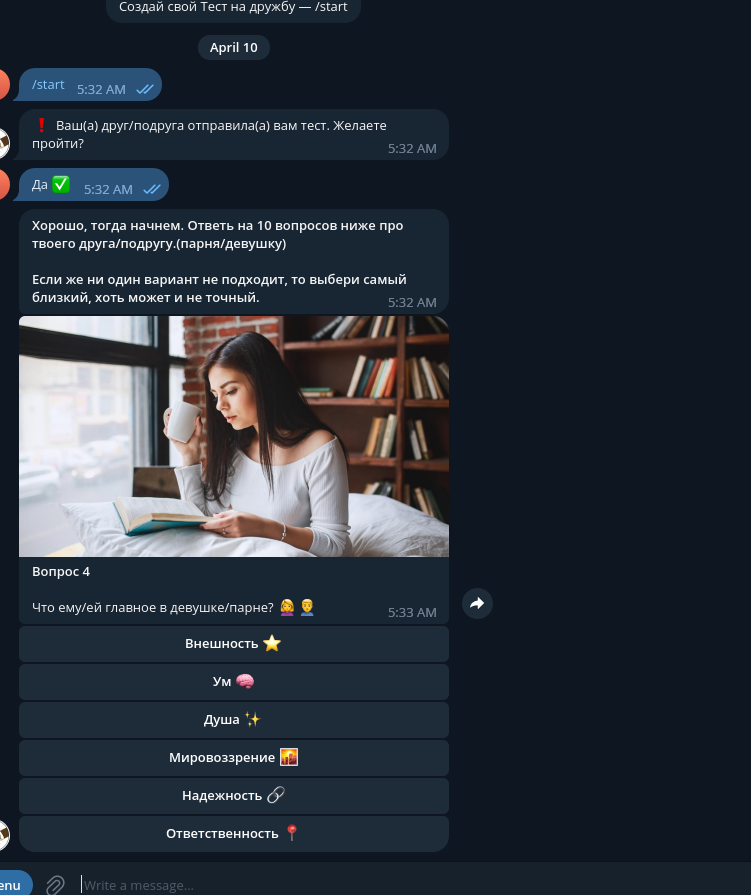 Создай свой Тест на дружбу — /start
April 10
/start 5:32 AM
❗ Ваш(а) друг/подруга отправила(а) вам тест. Желаете
пройти? 5:32 AM
Да ✅ 5:32 AM
Хорошо, тогда начнем. Ответь на 10 вопросов ниже про
твоего друга/подругу.(парня/девушку)
Если же ни один вариант не подходит, то выбери самый
близкий, хоть может и не точный. 5:32 AM
Вопрос 4
Что ему/ей главное в девушке/парне? 🙍‍♀️🙍‍♂️ 5:33 AM
Внешность ⭐
Ум 🧠
Душа ✨
Мировоззрение 🌇
Надежность 🔗
Ответственность 📍
enu
Write a message...